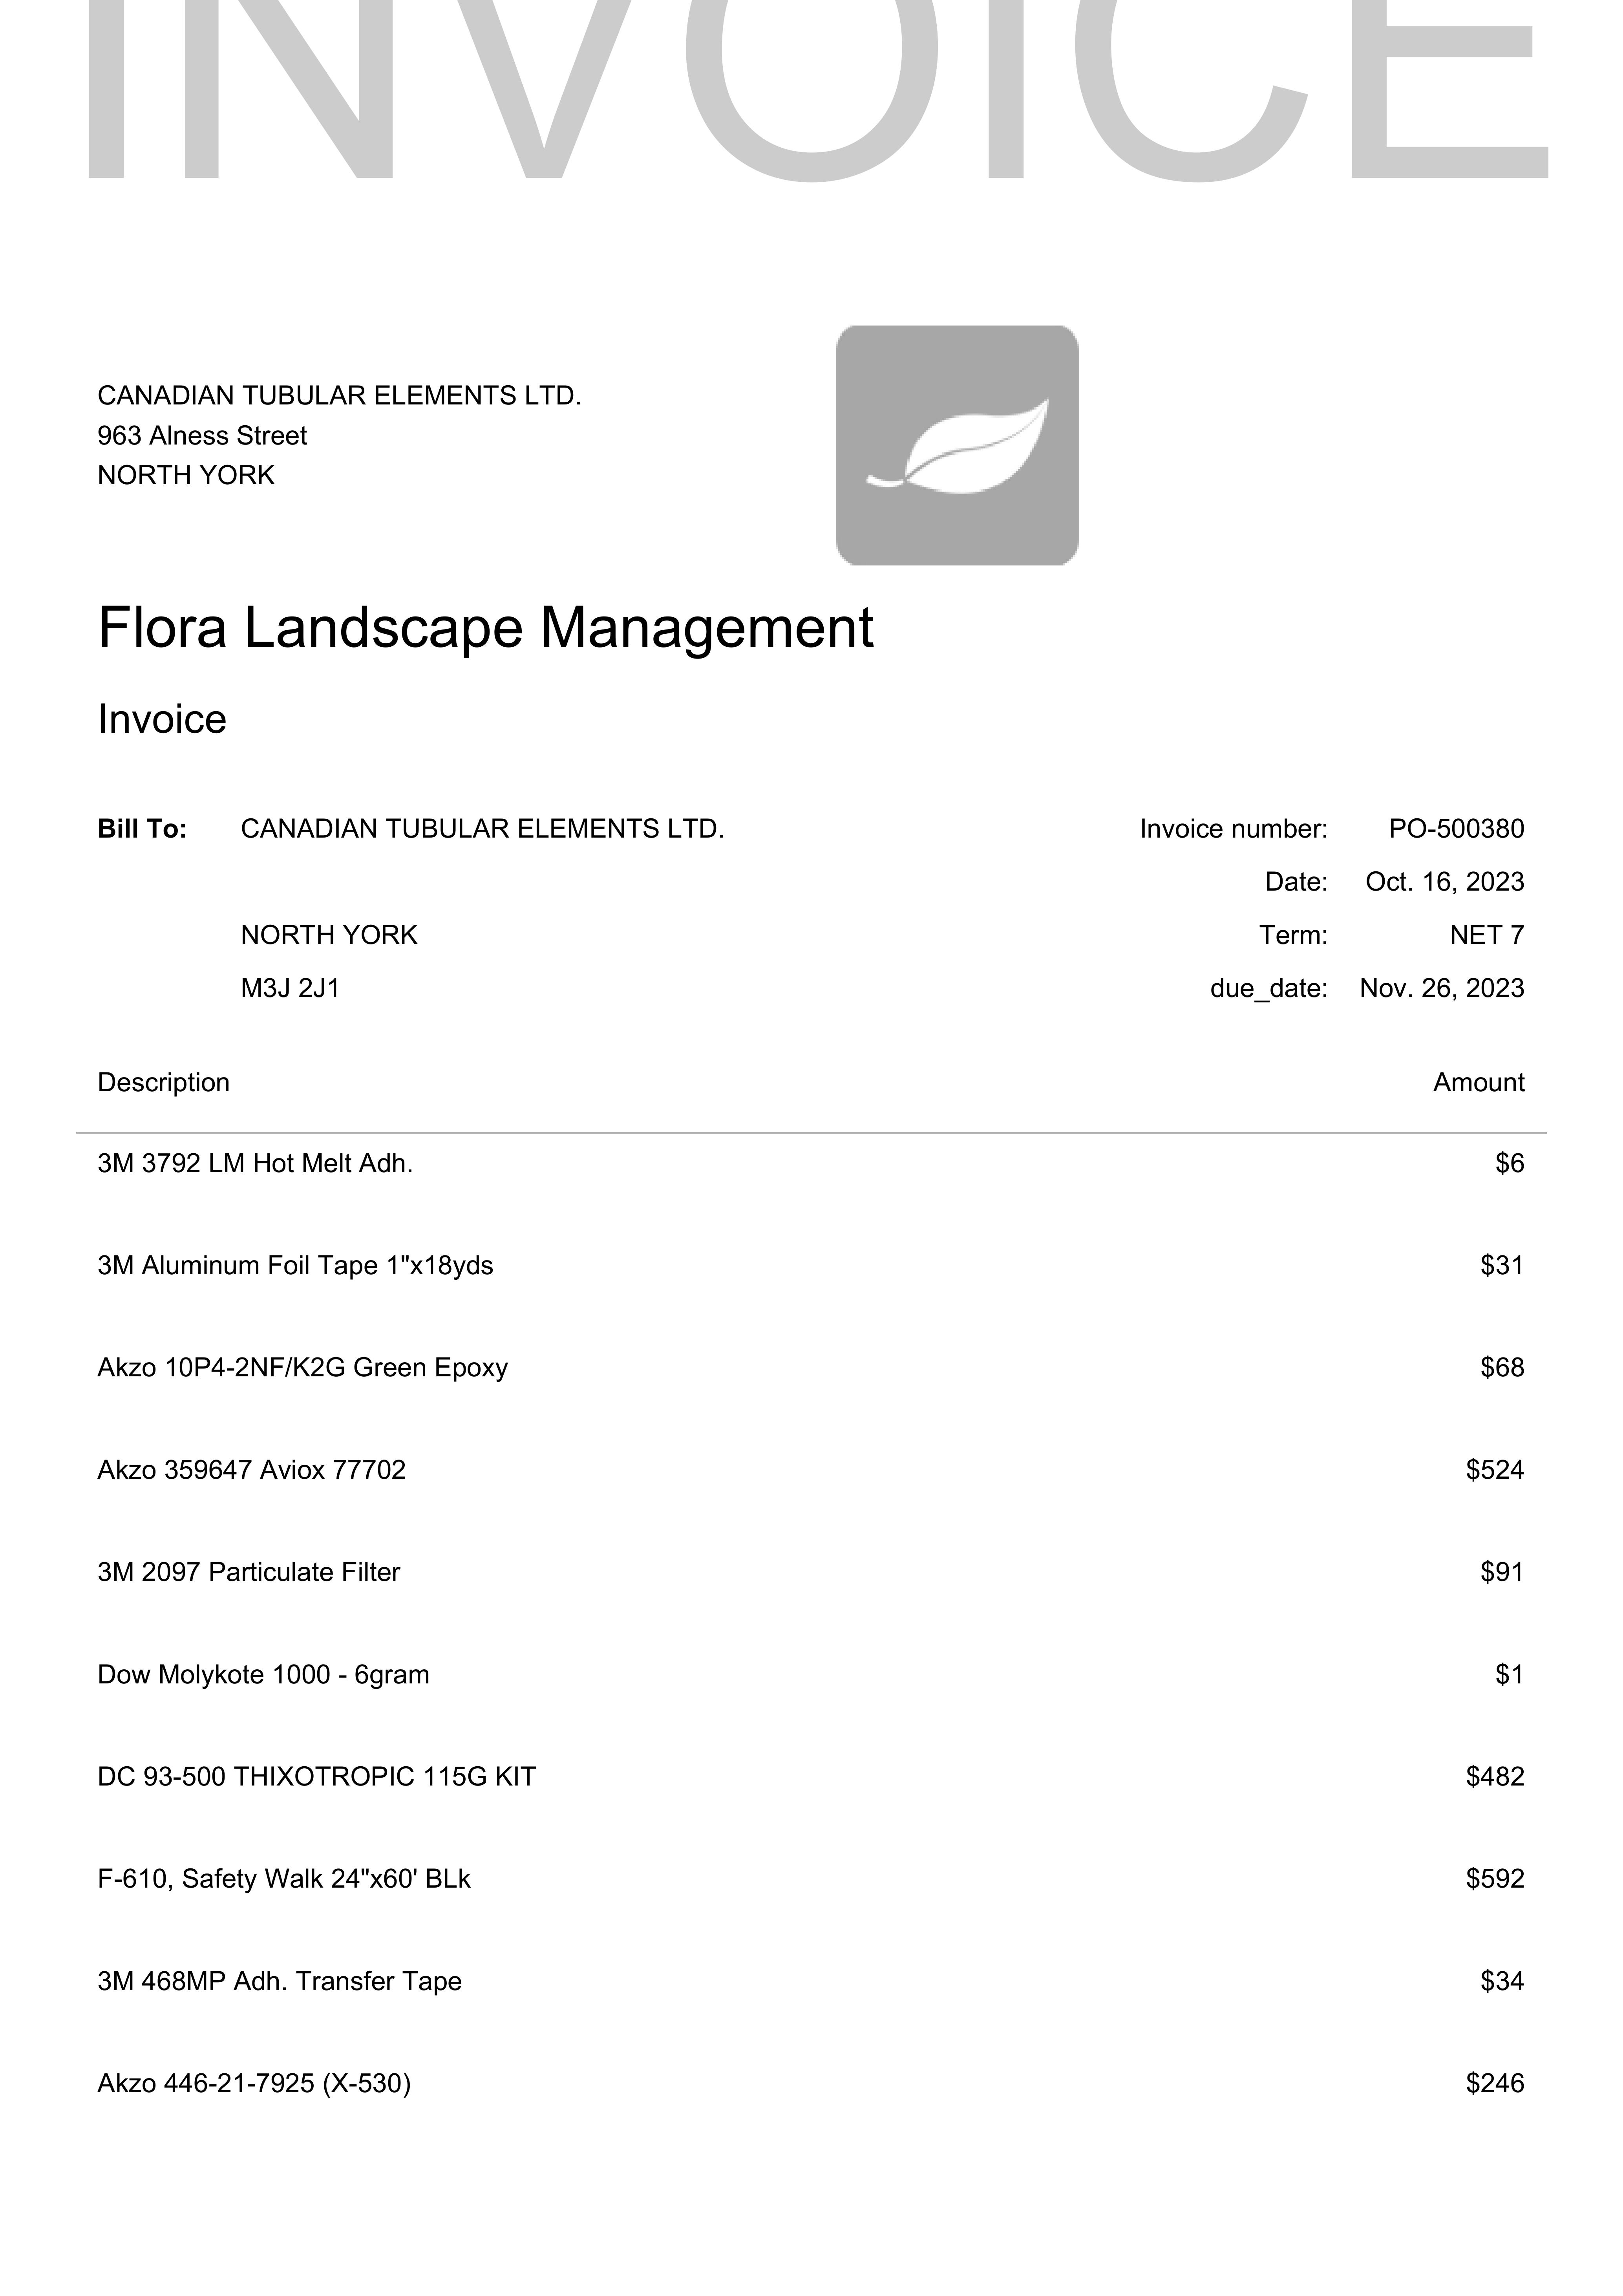 INVOICE
CANADIAN TUBULAR ELEMENTS LTD.
963 Alness Street
NORTH YORK
Flora Landscape Management
Invoice
Bill To: CANADIAN TUBULAR ELEMENTS LTD. Invoice number: PO-500380
Date: Oct. 16, 2023
NORTH YORK Term: NET 7
M3J 2J1 due_date: Nov. 26, 2023
Description Amount
3M 3792 LM Hot Melt Adh. $6
3M Aluminum Foil Tape 1"x18yds $31
Akzo 10P4-2NF/K2G Green Epoxy $68
Akzo 359647 Aviox 77702 $524
3M 2097 Particulate Filter $91
Dow Molykote 1000 - 6gram $1
DC 93-500 THIXOTROPIC 115G KIT $482
F-610, Safety Walk 24"x60' BLk $592
3M 468MP Adh. Transfer Tape $34
Akzo 446-21-7925 (X-530) $246